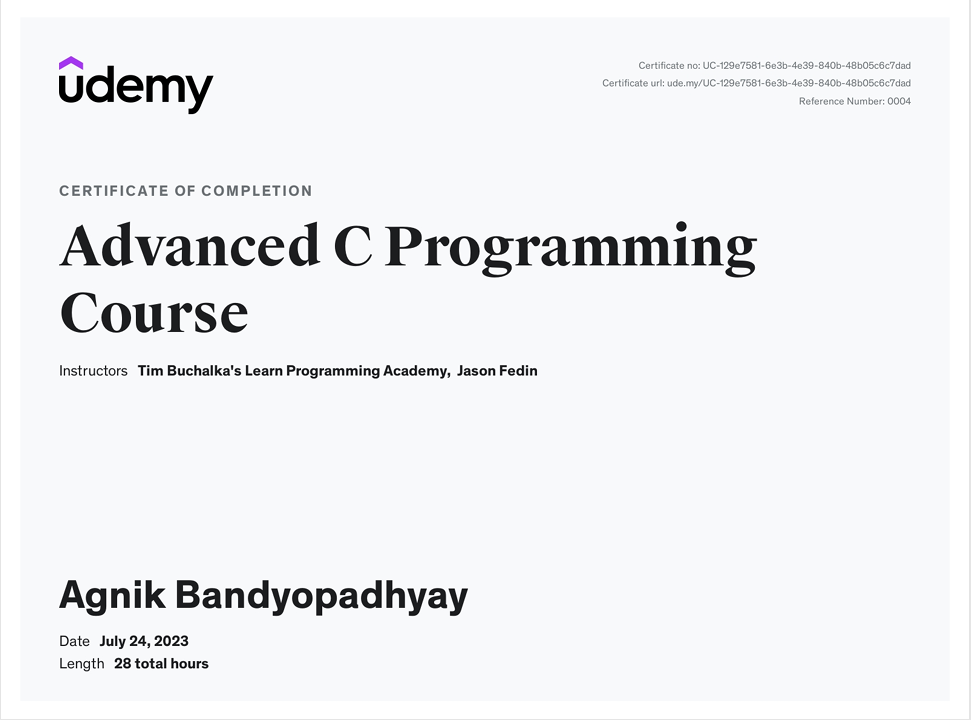 udemy
Certificate no: UC-129e7581-6e3b-4e39-840b-48b05c6c7dad
Certificate url: ude.my/UC-129e7581-6e3b-4e39-840b-48b05c6c7dad
Reference Number: 0004
CERTIFICATE OF COMPLETION
Advanced C Programming
Course
Instructors Tim Buchalka's Learn Programming Academy, Jason Fedin
Agnik Bandyopadhyay
Date July 24, 2023
Length 28 total hours